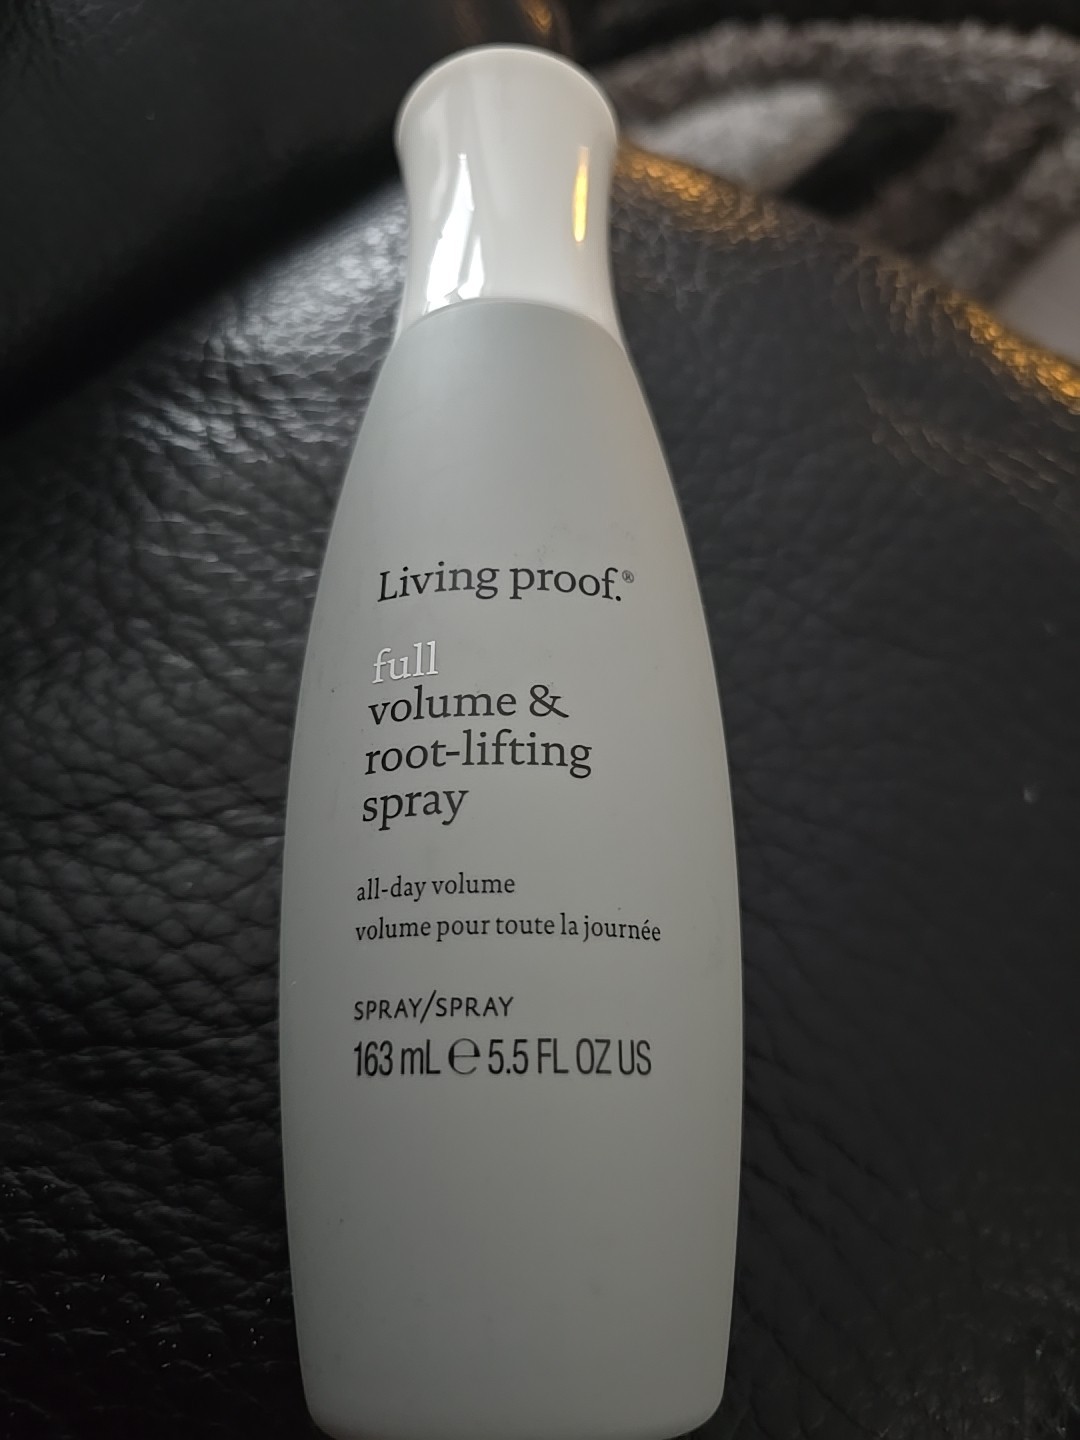 Living proof.®
full
volume &
root-lifting
spray
all-day volume
volume pour toute la journée
SPRAY/SPRAY
163 mL ℮ 5.5 FL OZ US